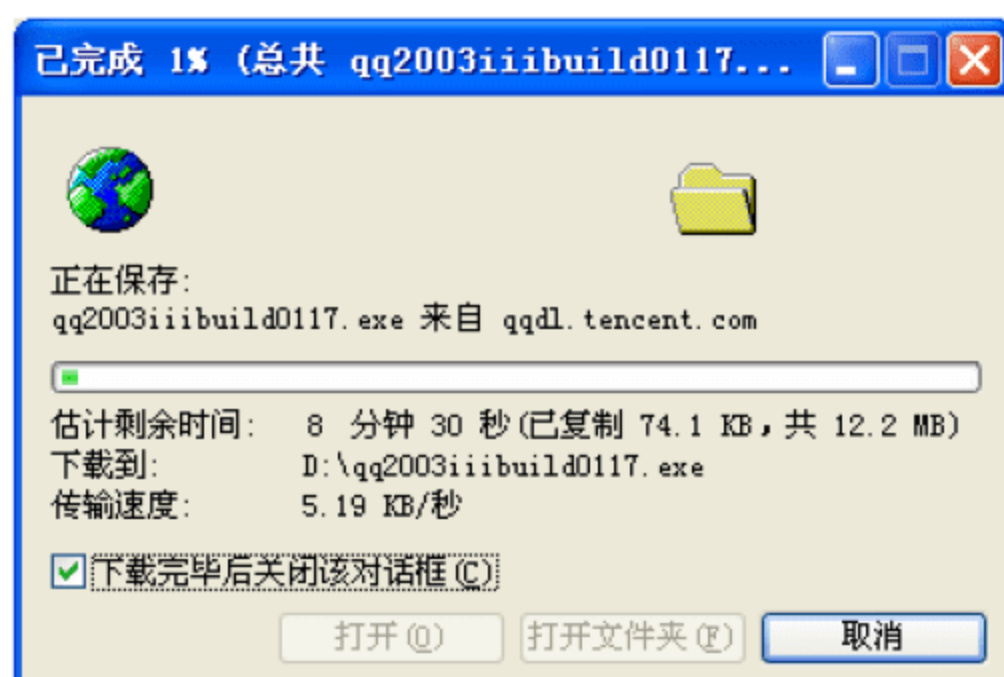 已完成 1% (总共 qq2003iiibuild0117...
正在保存:
qq2003iiibuild0117.exe 来自 qqdl.tencent.com
估计剩余时间: 8 分钟 30 秒(已复制 74.1 KB，共 12.2 MB)
下载到: D:\qq2003iiibuild0117.exe
传输速度: 5.19 KB/秒
下载完毕后关闭该对话框(C)
打开(O) 打开文件夹(F) 取消